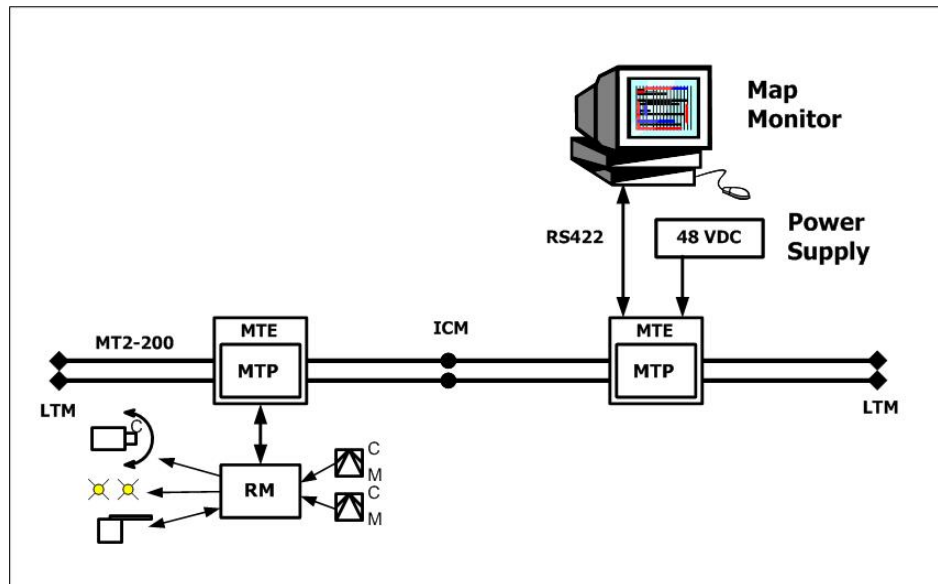 Map
Monitor
RS422
48 VDC
Power
Supply
MT2-200
MTE
MTP
ICM
MTE
MTP
LTM
LTM
C
RM
C
M
C
M